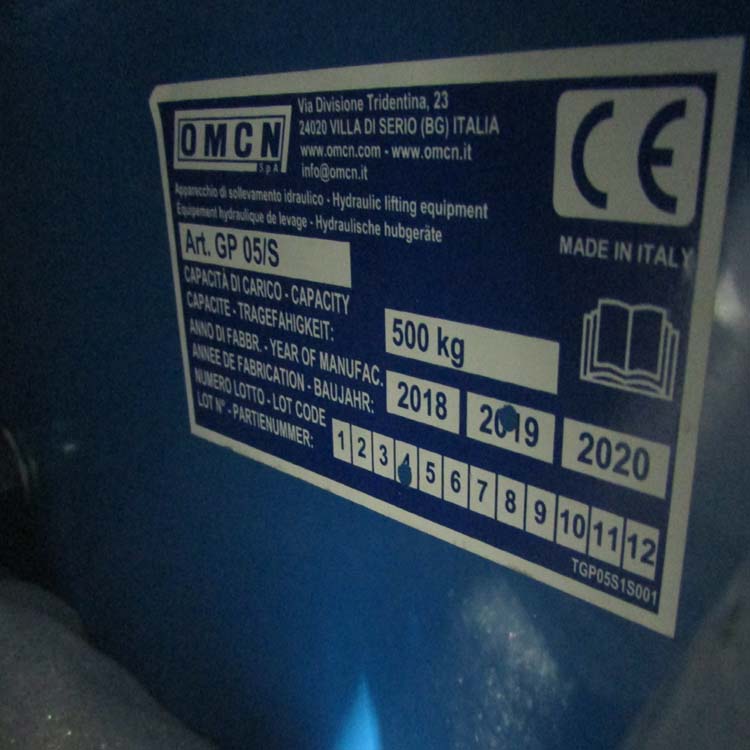 OMCN
S.p.A
Via Divisione Tridentina, 23
24020 VILLA DI SERIO (BG) ITALIA
www.omcn.com - www.omcn.it
info@omcn.it
CE
Apparecchio di sollevamento idraulico - Hydraulic lifting equipment
Equipement hydraulique de levage - Hydraulische hubgeräte
MADE IN ITALY
Art. GP 05/S
CAPACITÀ DI CARICO - CAPACITY
CAPACITE - TRAGEFAHIGKEIT:
500 kg
ANNO DI FABBR. - YEAR OF MANUFAC.
ANNEE DE FABRICATION - BAUJAHR:
2018 2019 2020
NUMERO LOTTO - LOT CODE
LOT N° - PARTIENUMMER:
1 2 3 4 5 6 7 8 9 10 11 12
TGP05S1S001